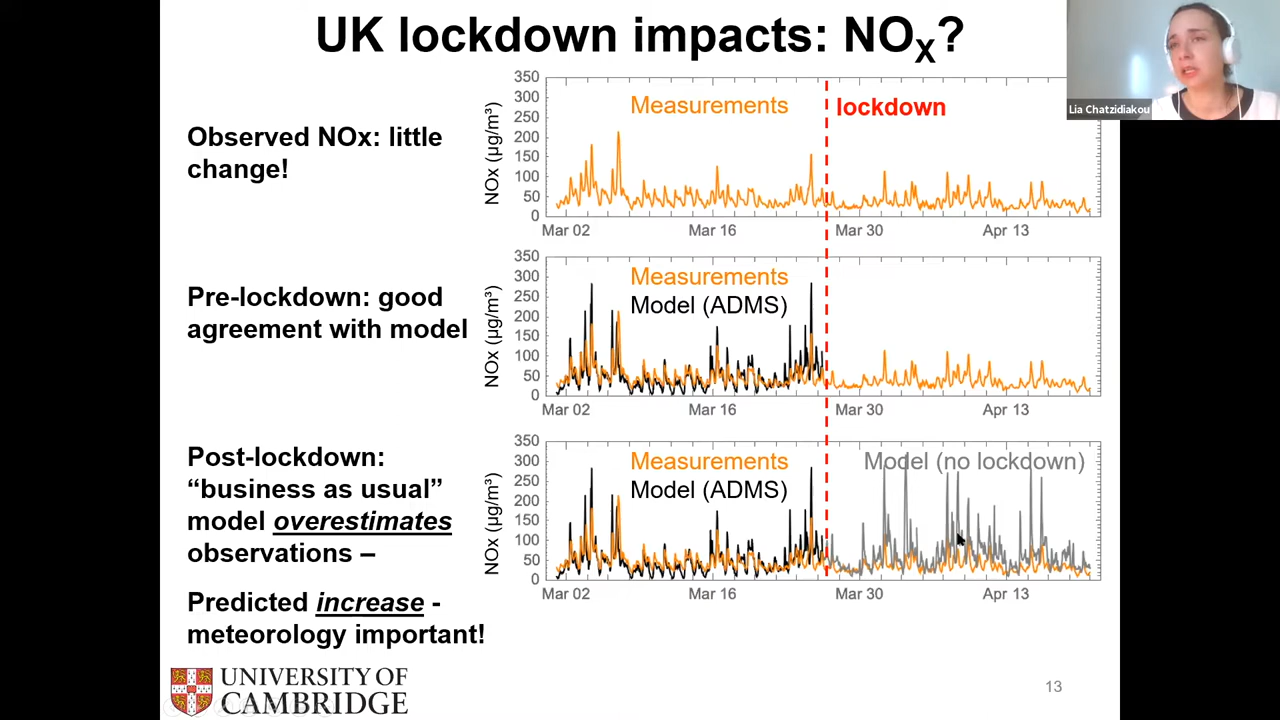 UK lockdown impacts: NOX?
Lia Chatzidiakou
Observed NOx: little
change!
NOx (µg/m³)
350
300
250
200
150
100
50
0
Measurements
lockdown
Mar 02
Mar 16
Mar 30
Apr 13
Pre-lockdown: good
agreement with model
NOx (µg/m³)
350
300
250
200
150
100
50
0
Measurements
Model (ADMS)
Mar 02
Mar 16
Mar 30
Apr 13
Post-lockdown:
“business as usual”
model overestimates
observations –
Predicted increase -
meteorology important!
NOx (µg/m³)
350
300
250
200
150
100
50
0
Measurements
Model (ADMS)
Model (no lockdown)
Mar 02
Mar 16
Mar 30
Apr 13
UNIVERSITY OF
CAMBRIDGE
13